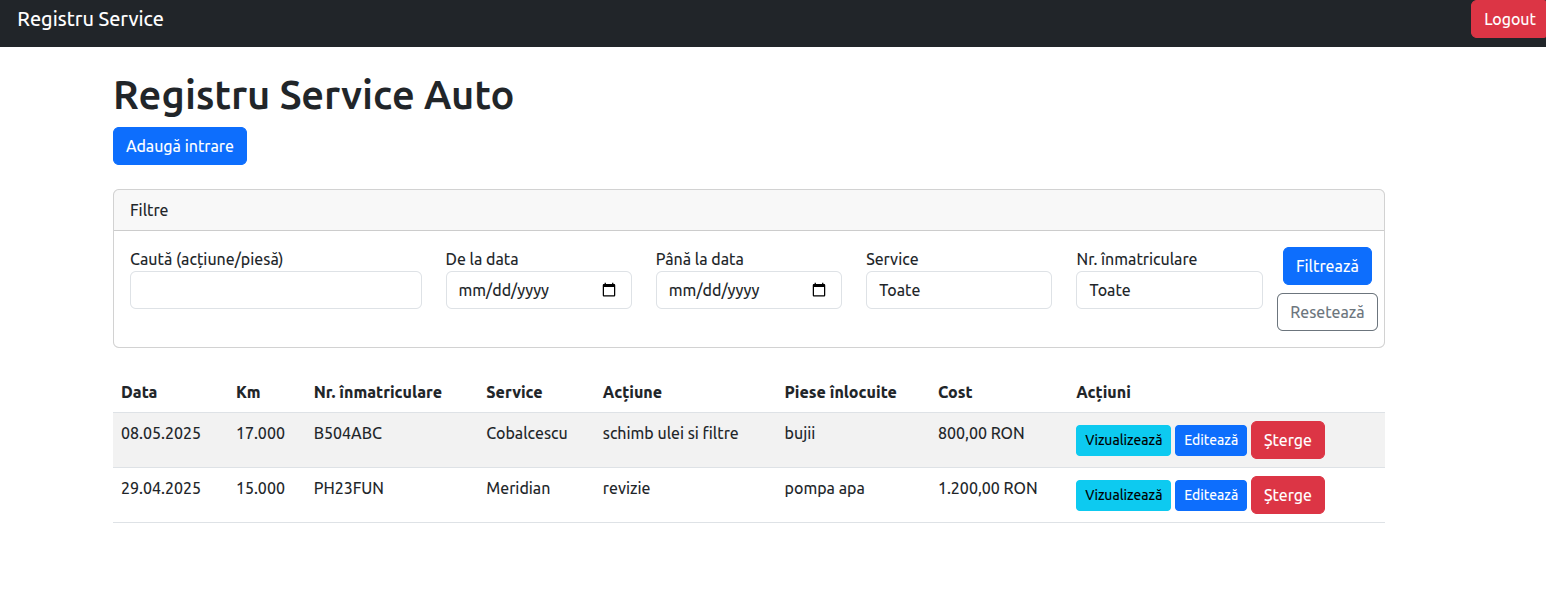 Registru Service Logout
Registru Service Auto
Adaugă intrare
Filtre
Caută (acțiune/piesă) De la data Până la data Service Nr. înmatriculare
mm/dd/yyyy mm/dd/yyyy Toate Toate Filtrează
Resetează
Data Km Nr. înmatriculare Service Acțiune Piese înlocuite Cost Acțiuni
08.05.2025 17.000 B504ABC Cobalcescu schimb ulei si filtre bujii 800,00 RON Vizualizează Editează Șterge
29.04.2025 15.000 PH23FUN Meridian revizie pompa apa 1.200,00 RON Vizualizează Editează Șterge